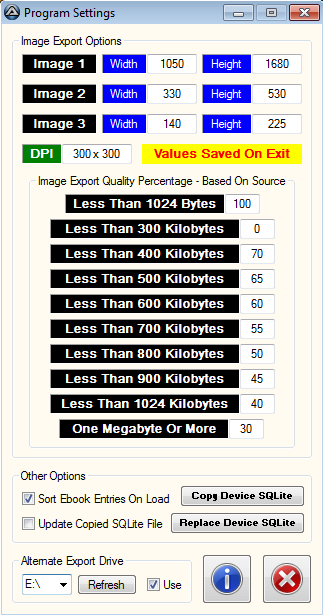 Program Settings
Image Export Options
Image 1 Width 1050 Height 1680
Image 2 Width 330 Height 530
Image 3 Width 140 Height 225
DPI 300 x 300 Values Saved On Exit
Image Export Quality Percentage - Based On Source
Less Than 1024 Bytes 100
Less Than 300 Kilobytes 0
Less Than 400 Kilobytes 70
Less Than 500 Kilobytes 65
Less Than 600 Kilobytes 60
Less Than 700 Kilobytes 55
Less Than 800 Kilobytes 50
Less Than 900 Kilobytes 45
Less Than 1024 Kilobytes 40
One Megabyte Or More 30
Other Options
Sort Ebook Entries On Load Copy Device SQLite
Update Copied SQLite File Replace Device SQLite
Alternate Export Drive
E:\ Refresh Use